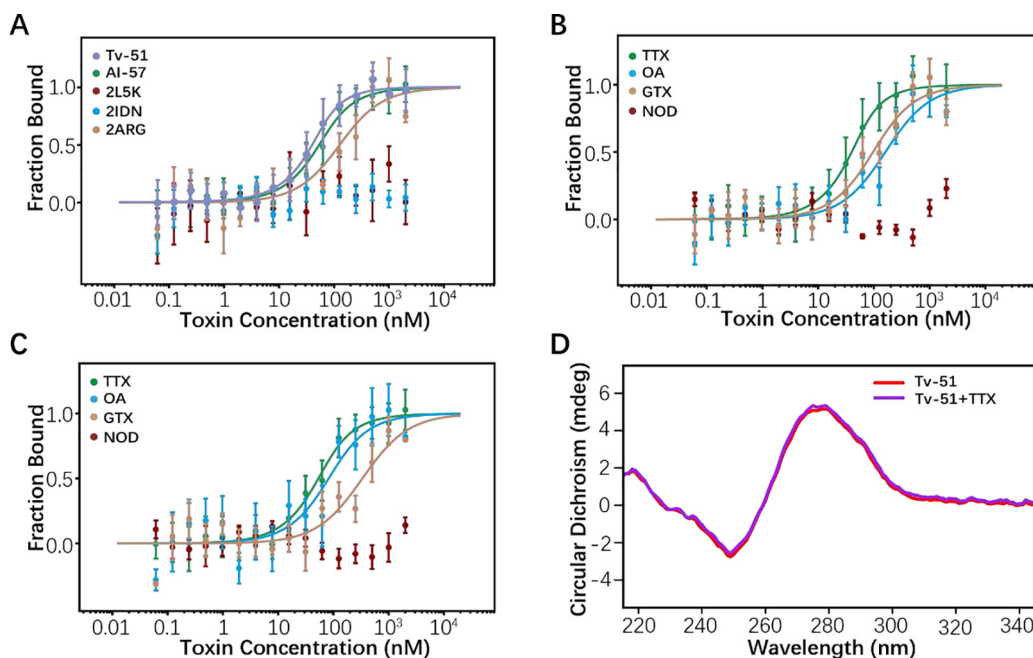 A
Tv-51
AI-57
2L5K
2IDN
2ARG
Fraction Bound
1.0
0.5
0.0
0.01 0.1 1 10 100 10³ 10⁴
Toxin Concentration (nM)
B
TTX
OA
GTX
NOD
Fraction Bound
1.0
0.5
0.0
0.01 0.1 1 10 100 10³ 10⁴
Toxin Concentration (nM)
C
TTX
OA
GTX
NOD
Fraction Bound
1.0
0.5
0.0
0.01 0.1 1 10 100 10³ 10⁴
Toxin Concentration (nM)
D
Tv-51
Tv-51+TTX
Circular Dichroism (mdeg)
6
4
2
0
-2
-4
220 240 260 280 300 320 340
Wavelength (nm)